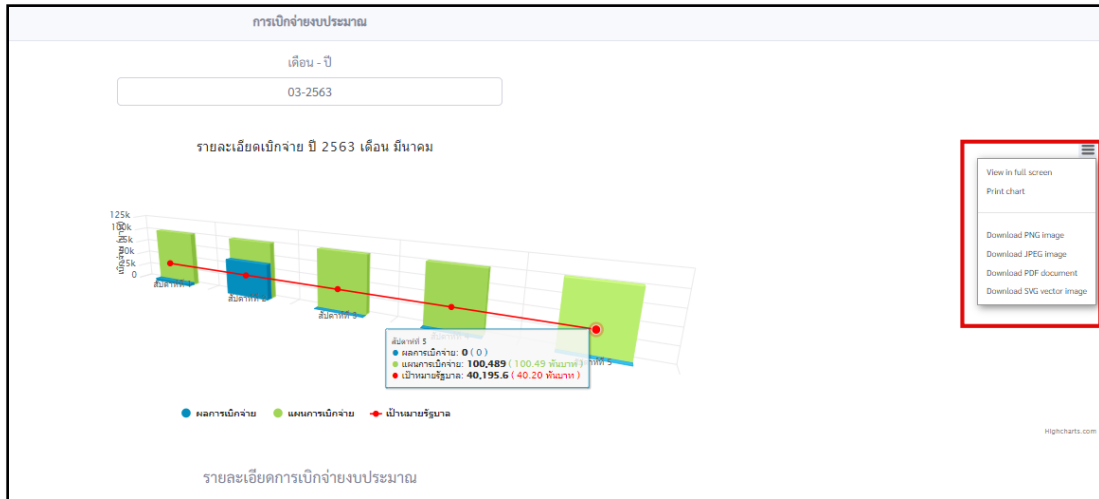 การเบิกจ่ายงบประมาณ
เดือน - ปี
03-2563
รายละเอียดเบิกจ่าย ปี 2563 เดือน มีนาคม
View in full screen
Print chart
Download PNG image
Download JPEG image
Download PDF document
Download SVG vector image
125k
100k
0
สัปดาห์ที่ 1
สัปดาห์ที่ 3
สัปดาห์ที่ 5
ผลการเบิกจ่าย: 0 ( 0 )
แผนการเบิกจ่าย: 100,489 ( 100.49 พันบาท )
เป้าหมายรัฐบาล: 40,195.6 ( 40.20 พันบาท )
ผลการเบิกจ่าย แผนการเบิกจ่าย เป้าหมายรัฐบาล
Highcharts.com
รายละเอียดการเบิกจ่ายงบประมาณ